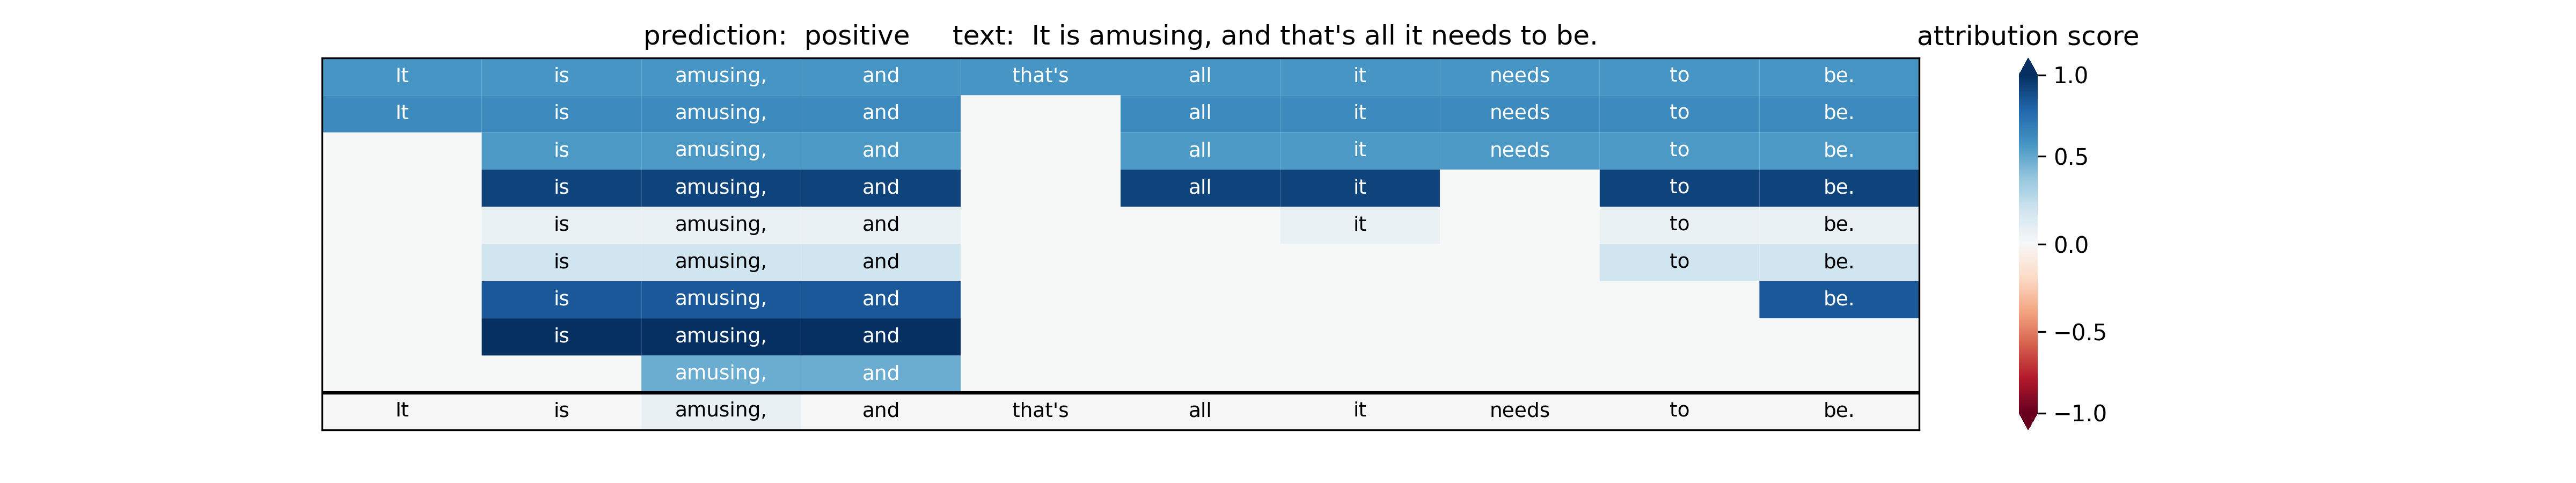 prediction: positive text: It is amusing, and that's all it needs to be.
attribution score
It is amusing, and that's all it needs to be.
It is amusing, and all it needs to be.
is amusing, and all it needs to be.
is amusing, and all it to be.
is amusing, and it to be.
is amusing, and to be.
is amusing, and be.
is amusing, and
amusing, and
It is amusing, and that's all it needs to be.
1.0
0.5
0.0
−0.5
−1.0